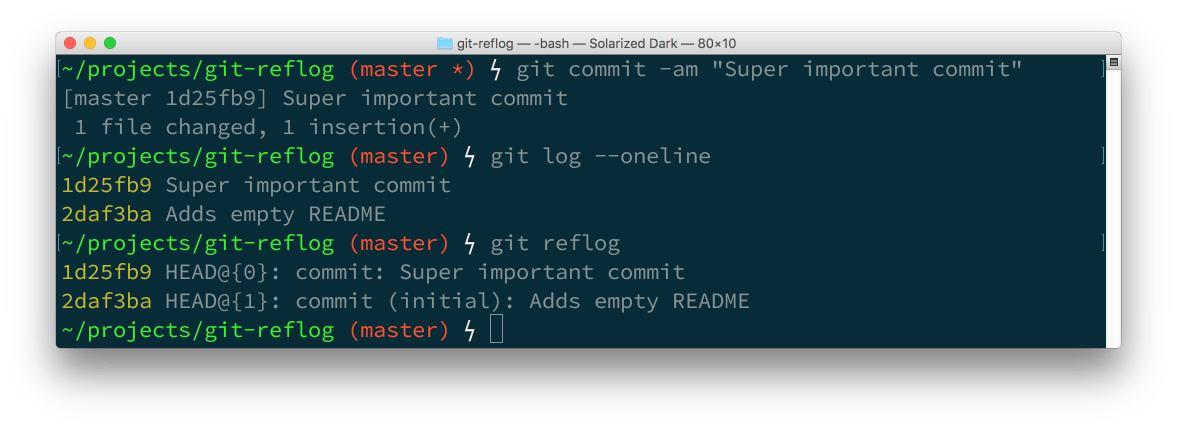 git-reflog — -bash — Solarized Dark — 80×10
~/projects/git-reflog (master *) ϟ git commit -am "Super important commit"
[master 1d25fb9] Super important commit
 1 file changed, 1 insertion(+)
~/projects/git-reflog (master) ϟ git log --oneline
1d25fb9 Super important commit
2daf3ba Adds empty README
~/projects/git-reflog (master) ϟ git reflog
1d25fb9 HEAD@{0}: commit: Super important commit
2daf3ba HEAD@{1}: commit (initial): Adds empty README
~/projects/git-reflog (master) ϟ